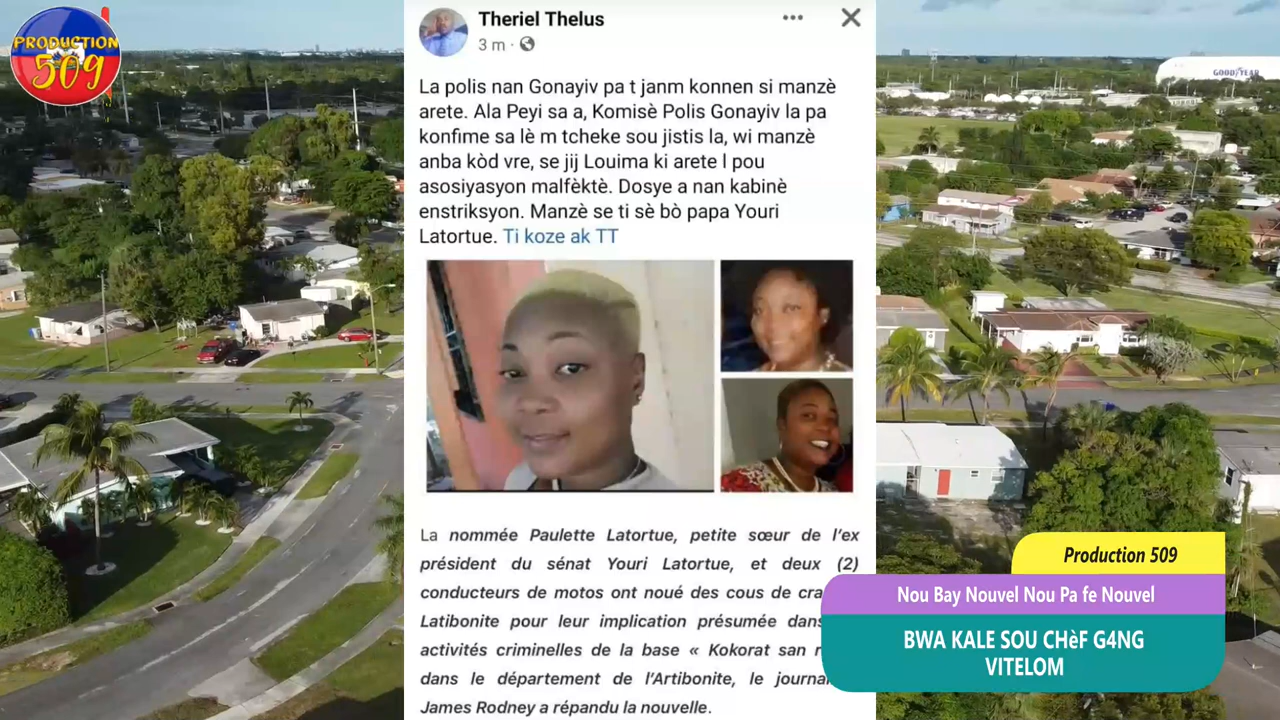 PRODUCTION
509
Theriel Thelus
3 m ·
La polis nan Gonayiv pa t janm konnen si manzè
arete. Ala Peyi sa a, Komisè Polis Gonayiv la pa
konfime sa lè m tcheke sou jistis la, wi manzè
anba kòd vre, se jij Louima ki arete l pou
asosiyasyon malfèktè. Dosye a nan kabinè
enstriksyon. Manzè se ti sè bò papa Youri
Latortue. Ti koze ak TT
GOODYEAR
La nommée Paulette Latortue, petite sœur de l'ex
président du sénat Youri Latortue, et deux (2)
conducteurs de motos ont noué des cous de
Latibonite pour leur implication présumée
activités criminelles de la base « Kokorat san
dans le département de l'Artibonite, le
James Rodney a répandu la nouvelle.
Production 509
Nou Bay Nouvel Nou Pa fe Nouvel
BWA KALE SOU CHèF G4NG
VITELOM